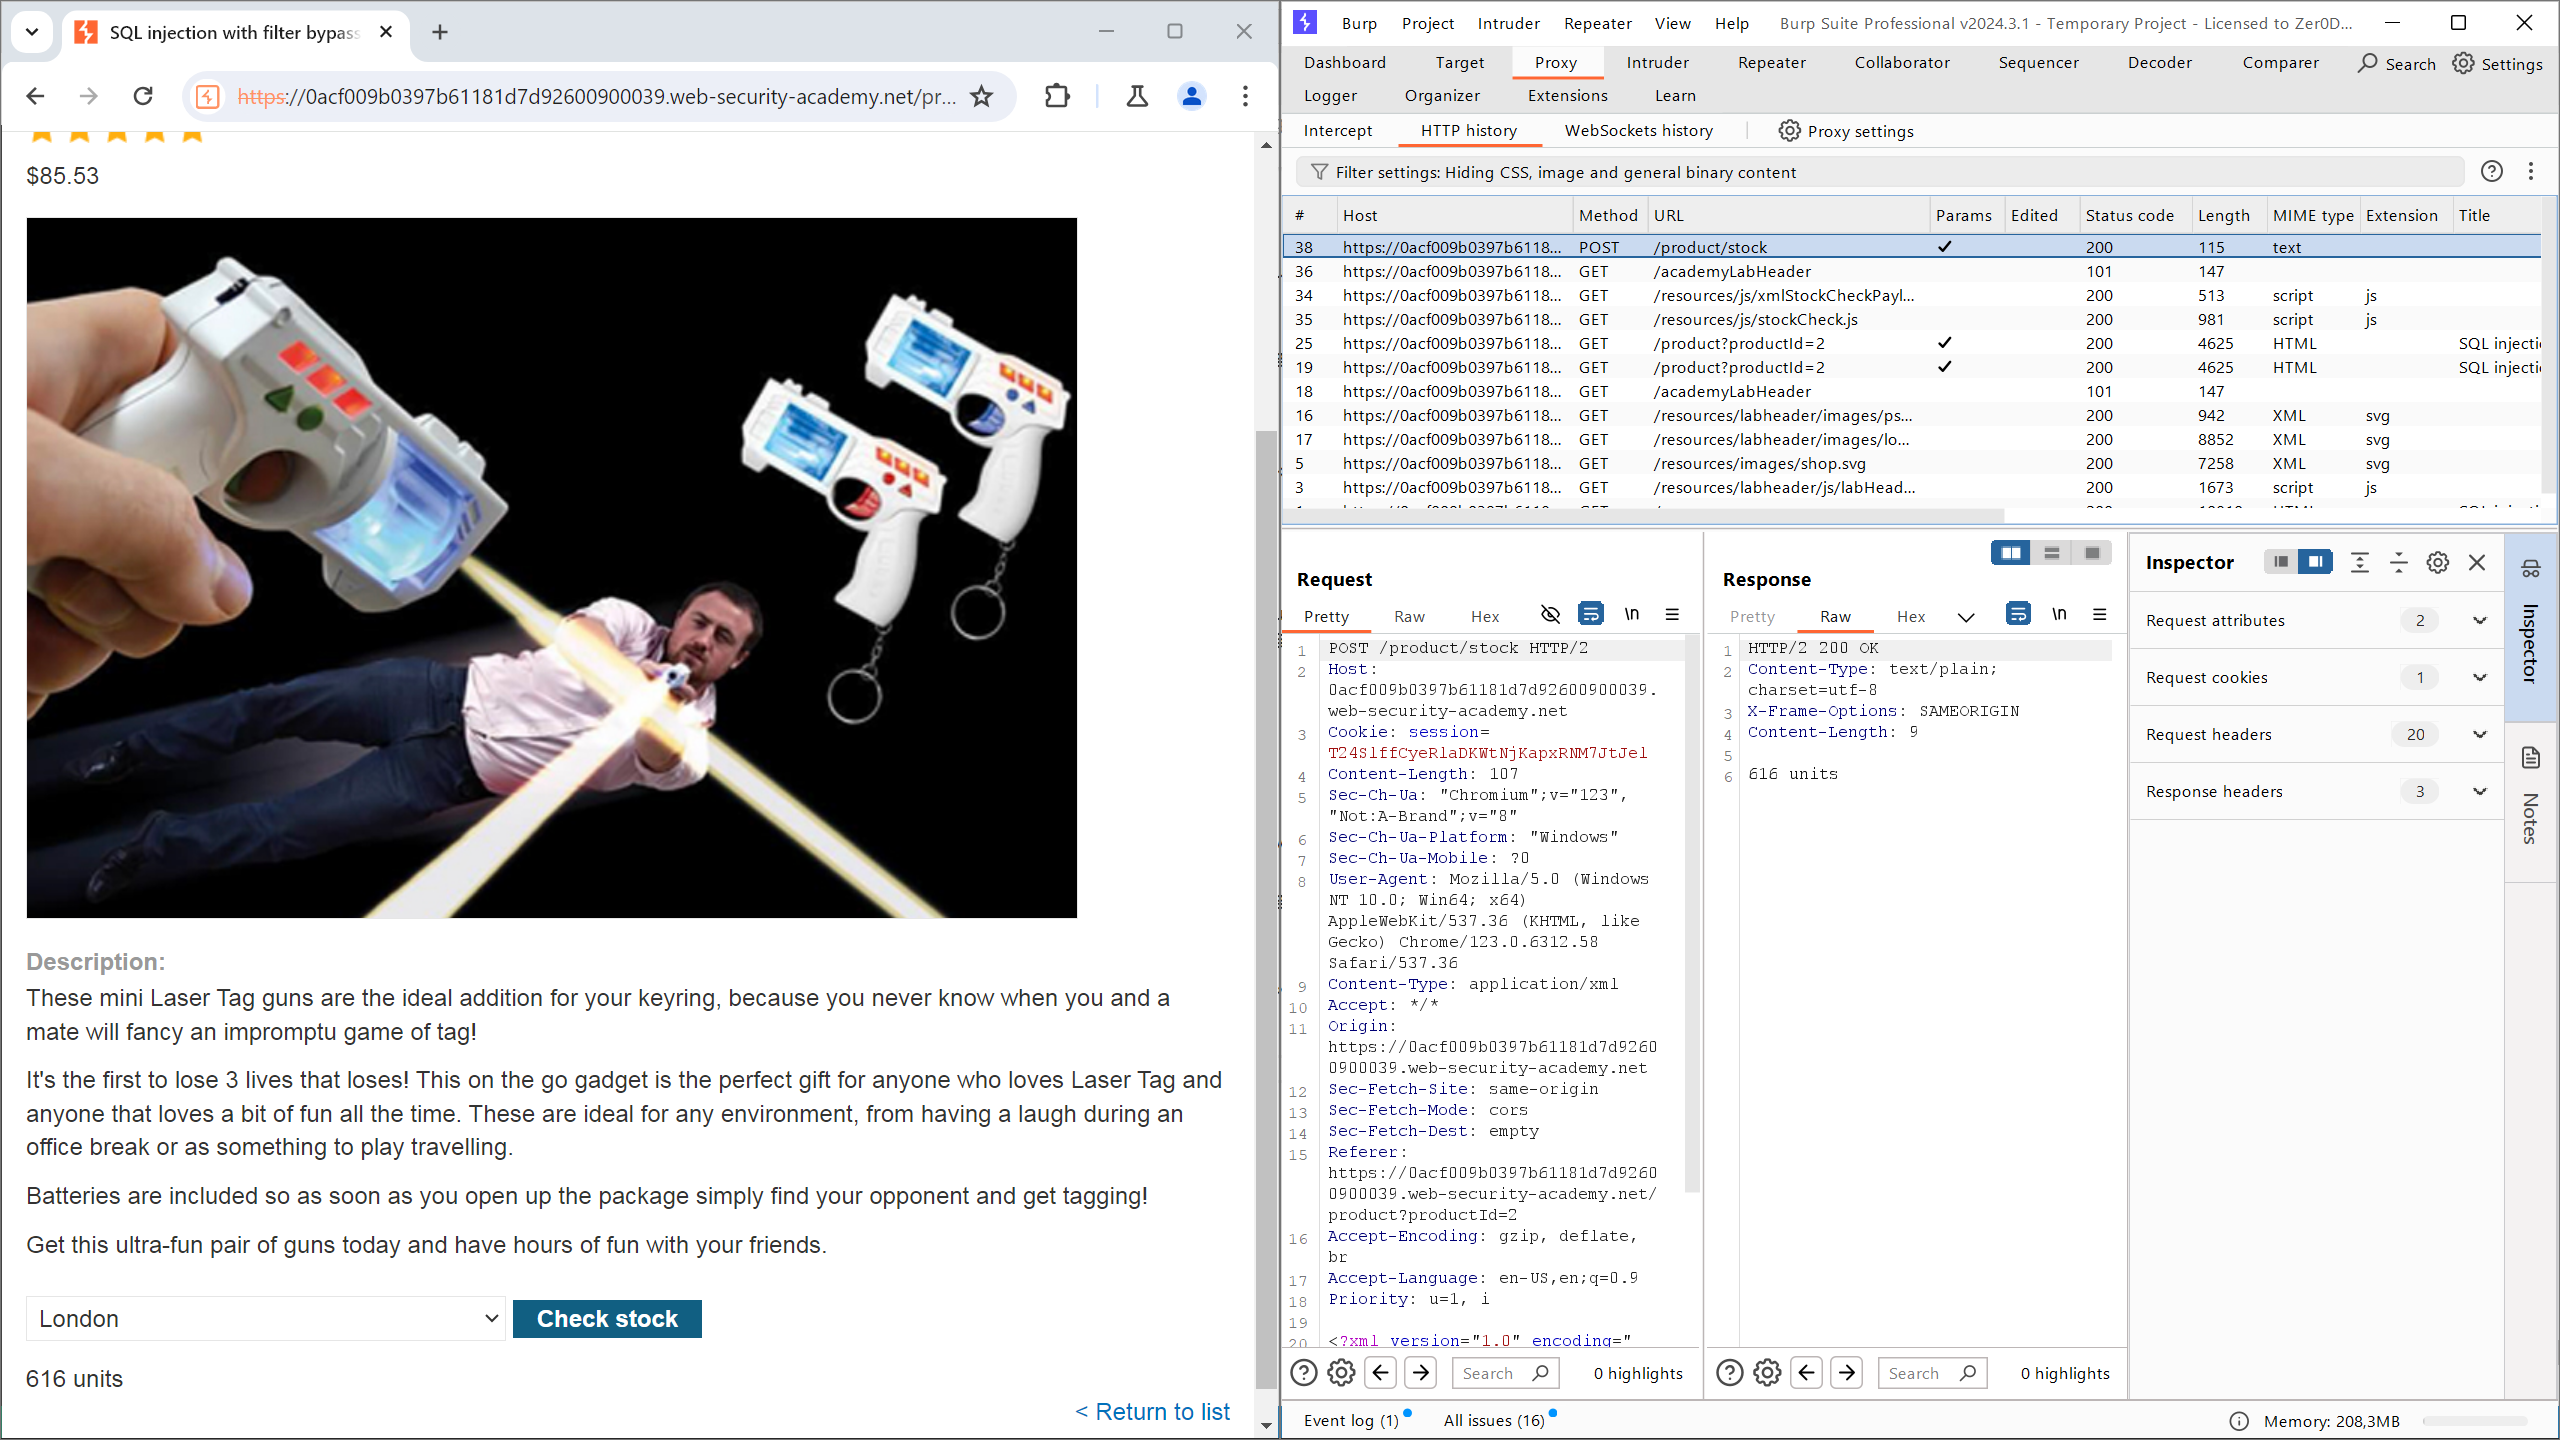 SQL injection with filter bypass
https://0acf009b0397b61181d7d92600900039.web-security-academy.net/pr...
$85.53
Description:
These mini Laser Tag guns are the ideal addition for your keyring, because you never know when you and a
mate will fancy an impromptu game of tag!
It's the first to lose 3 lives that loses! This on the go gadget is the perfect gift for anyone who loves Laser Tag and
anyone that loves a bit of fun all the time. These are ideal for any environment, from having a laugh during an
office break or as something to play travelling.
Batteries are included so as soon as you open up the package simply find your opponent and get tagging!
Get this ultra-fun pair of guns today and have hours of fun with your friends.
London Check stock
616 units
< Return to list
Burp Project Intruder Repeater View Help Burp Suite Professional v2024.3.1 - Temporary Project - Licensed to Zer0D...
Dashboard Target Proxy Intruder Repeater Collaborator Sequencer Decoder Comparer Search Settings
Logger Organizer Extensions Learn
Intercept HTTP history WebSockets history Proxy settings
Filter settings: Hiding CSS, image and general binary content
# Host Method URL Params Edited Status code Length MIME type Extension Title
38 https://0acf009b0397b6118... POST /product/stock ✓ 200 115 text
36 https://0acf009b0397b6118... GET /academyLabHeader 101 147
34 https://0acf009b0397b6118... GET /resources/js/xmlStockCheckPayl... 200 513 script js
35 https://0acf009b0397b6118... GET /resources/js/stockCheck.js 200 981 script js
25 https://0acf009b0397b6118... GET /product?productId=2 ✓ 200 4625 HTML SQL injecti
19 https://0acf009b0397b6118... GET /product?productId=2 ✓ 200 4625 HTML SQL injecti
18 https://0acf009b0397b6118... GET /academyLabHeader 101 147
16 https://0acf009b0397b6118... GET /resources/labheader/images/ps... 200 942 XML svg
17 https://0acf009b0397b6118... GET /resources/labheader/images/lo... 200 8852 XML svg
5 https://0acf009b0397b6118... GET /resources/images/shop.svg 200 7258 XML svg
3 https://0acf009b0397b6118... GET /resources/labheader/js/labHead... 200 1673 script js
Request
Pretty Raw Hex \n
1 POST /product/stock HTTP/2
2 Host:
0acf009b0397b61181d7d92600900039.
web-security-academy.net
3 Cookie: session=
T24SlffCyeRlaDKWtNjKapxRNM7JtJel
4 Content-Length: 107
5 Sec-Ch-Ua: "Chromium";v="123",
"Not:A-Brand";v="8"
6 Sec-Ch-Ua-Platform: "Windows"
7 Sec-Ch-Ua-Mobile: ?0
8 User-Agent: Mozilla/5.0 (Windows
NT 10.0; Win64; x64)
AppleWebKit/537.36 (KHTML, like
Gecko) Chrome/123.0.6312.58
Safari/537.36
9 Content-Type: application/xml
10 Accept: */*
11 Origin:
https://0acf009b0397b61181d7d9260
0900039.web-security-academy.net
12 Sec-Fetch-Site: same-origin
13 Sec-Fetch-Mode: cors
14 Sec-Fetch-Dest: empty
15 Referer:
https://0acf009b0397b61181d7d9260
0900039.web-security-academy.net/
product?productId=2
16 Accept-Encoding: gzip, deflate,
br
17 Accept-Language: en-US,en;q=0.9
18 Priority: u=1, i
19
20 <?xml version="1.0" encoding="
Search 0 highlights
Response
Pretty Raw Hex \n
1 HTTP/2 200 OK
2 Content-Type: text/plain;
charset=utf-8
3 X-Frame-Options: SAMEORIGIN
4 Content-Length: 9
5
6 616 units
Search 0 highlights
Inspector
Request attributes 2
Request cookies 1
Request headers 20
Response headers 3
Inspector
Notes
Event log (1) All issues (16) Memory: 208,3MB